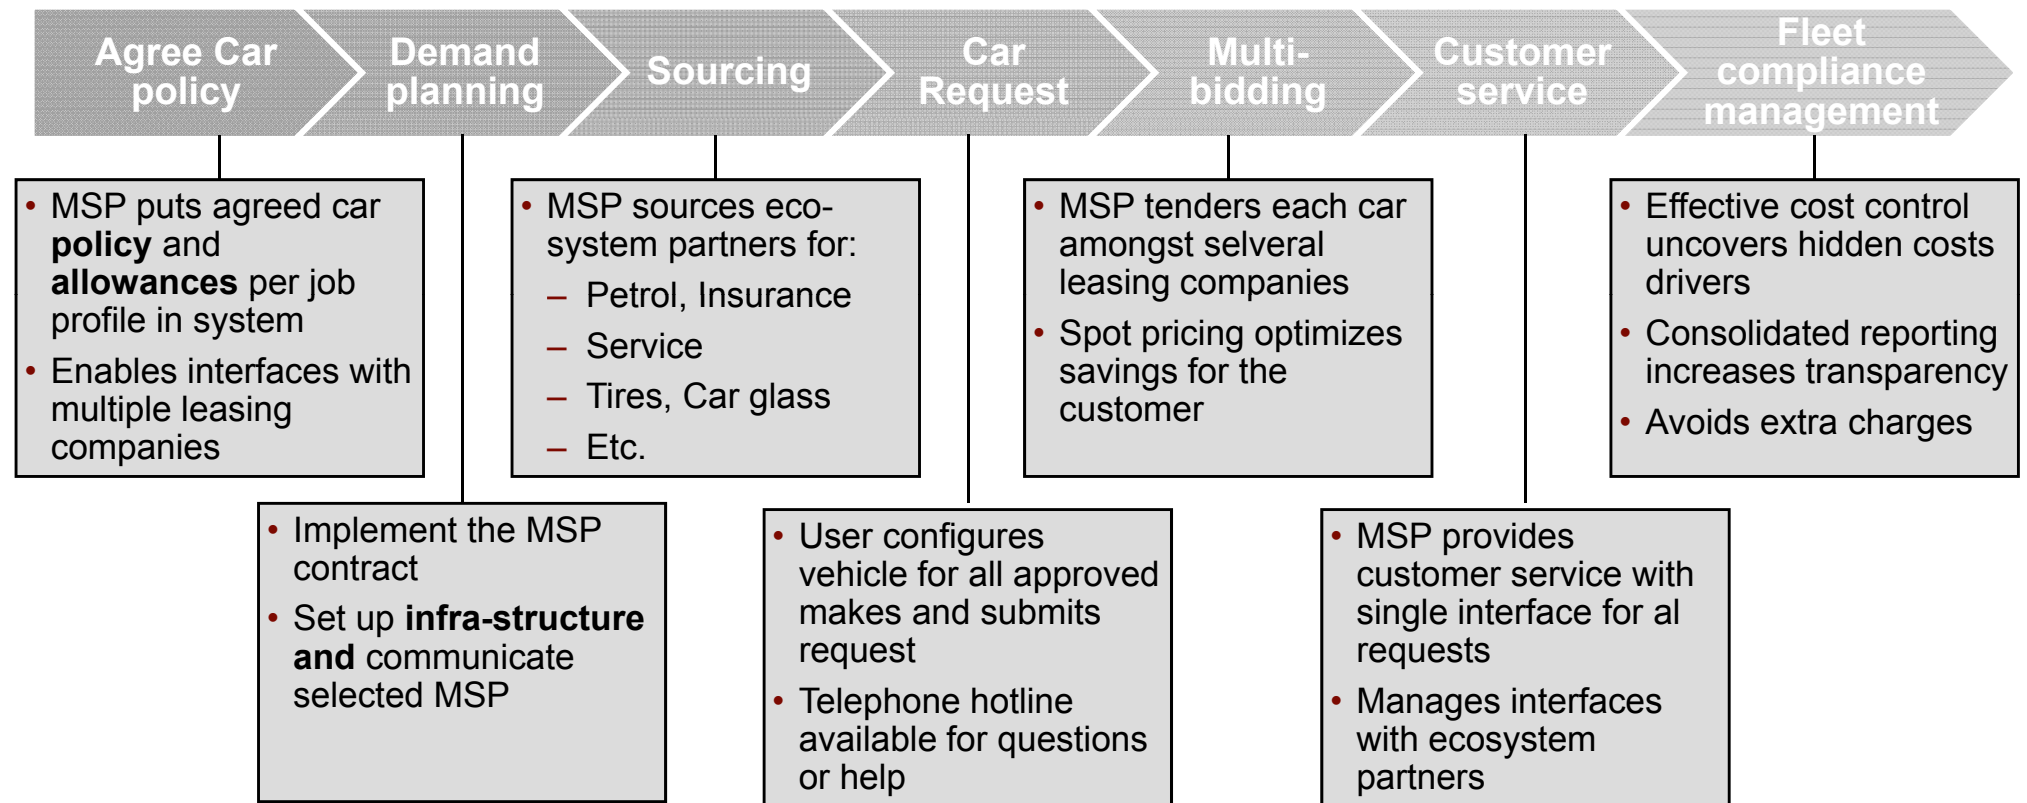 Agree Car
policy
Demand
planning
Sourcing
Car
Request
Multi-
bidding
Customer
service
Fleet
compliance
management
• MSP puts agreed car
policy and
allowances per job
profile in system
• Enables interfaces with
multiple leasing
companies
• MSP sources eco-
system partners for:
– Petrol, Insurance
– Service
– Tires, Car glass
– Etc.
• MSP tenders each car
amongst selveral
leasing companies
• Spot pricing optimizes
savings for the
customer
• Effective cost control
uncovers hidden costs
drivers
• Consolidated reporting
increases transparency
• Avoids extra charges
• Implement the MSP
contract
• Set up infra-structure
and communicate
selected MSP
• User configures
vehicle for all approved
makes and submits
request
• Telephone hotline
available for questions
or help
• MSP provides
customer service with
single interface for al
requests
• Manages interfaces
with ecosystem
partners